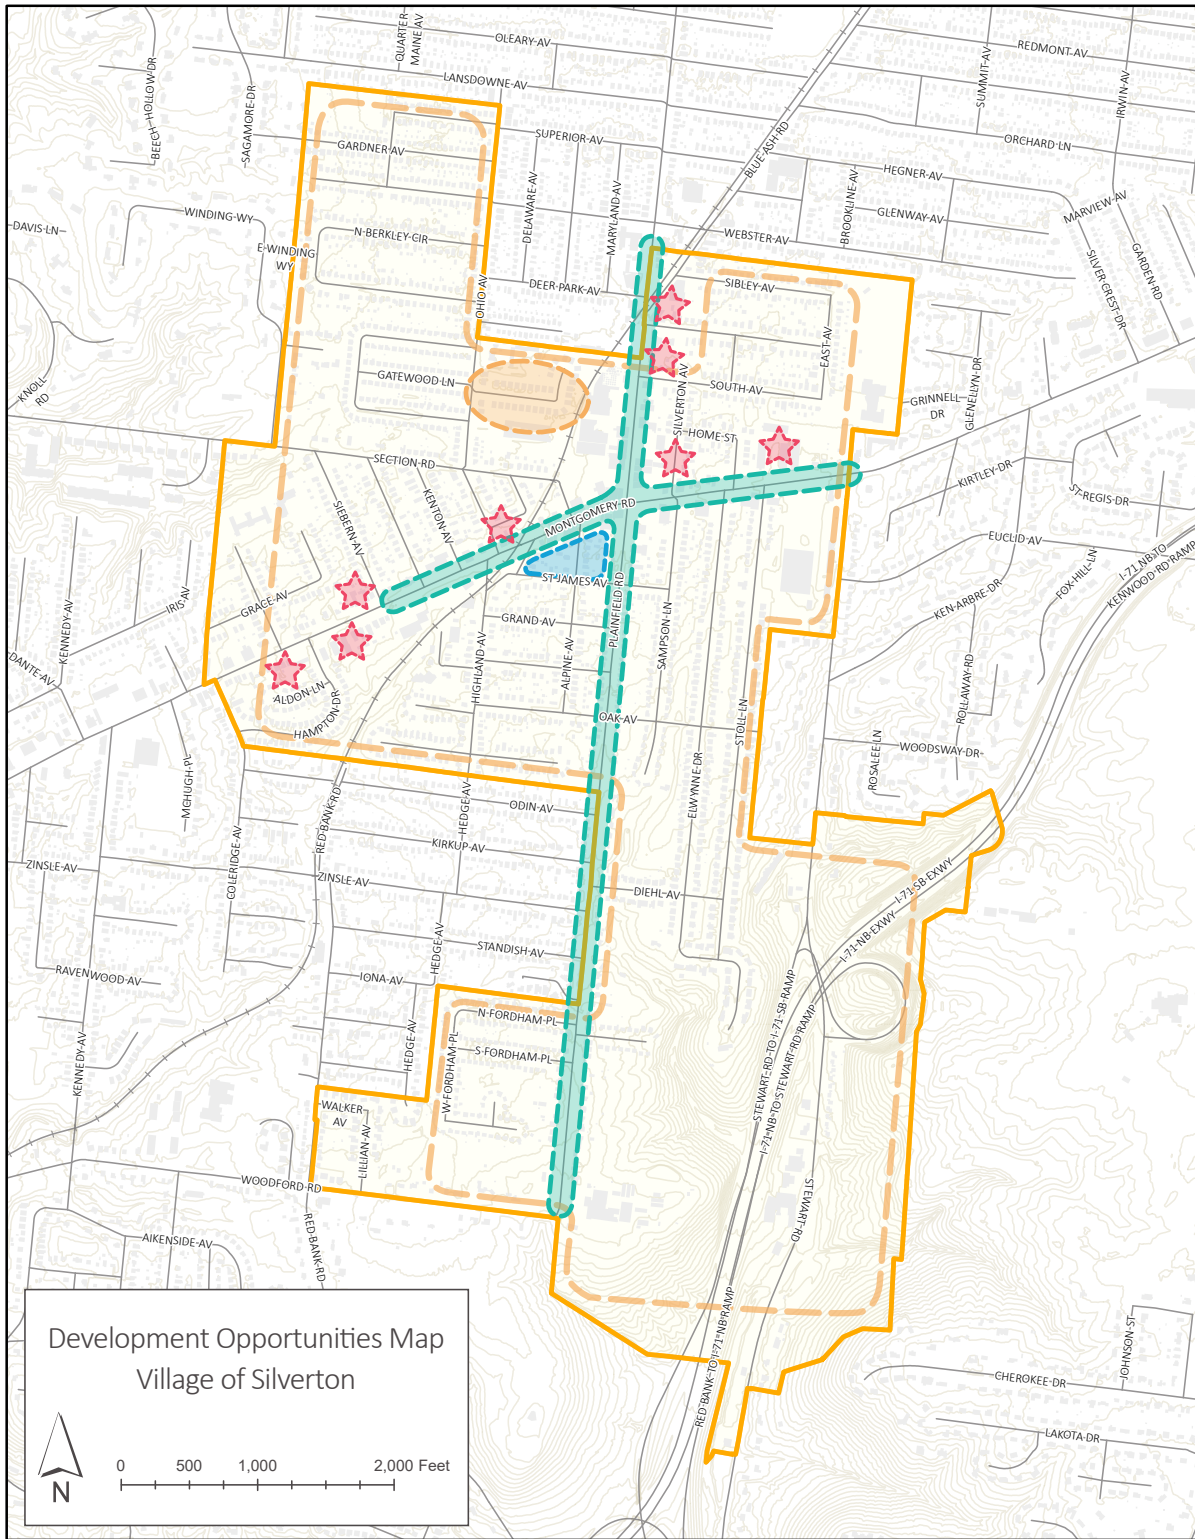 QUARTER
MAINE AV
OLEARY AV
REDMONT AV
LANSDOWNE AV
BEECH HOLLOW DR
SAGAMORE DR
SUMMIT AV
IRWIN AV
SUPERIOR AV
BLUE ASH RD
ORCHARD LN
GARDNER AV
HEGNER AV
DELAWARE AV
MARYLAND AV
BROOKLINE AV
MARVIEW AV
WINDING WY
GLENWAY AV
DAVIS LN
N BERKLEY CIR
WEBSTER AV
E WINDING
WY
SILVER CREST DR
GARDEN RD
OHIO AV
DEER PARK AV
SIBLEY AV
EAST AV
GATEWOOD LN
SILVERTON AV
SOUTH AV
GLENELLYN DR
KNOLL
RD
GRINNELL
DR
HOME ST
SECTION RD
KIRTLEY DR
ST REGIS DR
SIEBERN AV
KENTON AV
MONTGOMERY RD
EUCLID AV
FOX HILL LN
I-71 NB TO
KENWOOD RD RAMP
ST JAMES AV
PLAINFIELD RD
KEN ARBRE DR
GRACE AV
IRIS AV
KENNEDY AV
GRAND AV
SAMPSON LN
HIGHLAND AV
ALPINE AV
DANTE AV
ALDON LN
HAMPTON DR
ROLLAWAY RD
OAK AV
STOLL LN
ROSALEE LN
WOODSWAY DR
MCHUGH PL
RED BANK RD
HEDGE AV
ODIN AV
ELWYNNE DR
COLERIDGE AV
KIRKUP AV
ZINSLE AV
ZINSLE AV
DIEHL AV
I-71 SB EXWY
I-71 NB EXWY
HEDGE AV
STANDISH AV
RAVENWOOD AV
IONA AV
STEWART RD TO I-71 SB RAMP
I-71 NB TO STEWART RD RAMP
N FORDHAM PL
KENNEDY AV
HEDGE AV
W FORDHAM PL
S FORDHAM PL
WALKER
AV
LILLIAN AV
WOODFORD RD
STEWART RD
RED BANK RD
AIKENSIDE AV
RED BANK TO I-71 NB RAMP
JOHNSON ST
CHEROKEE DR
LAKOTA DR
Development Opportunities Map
Village of Silverton
N
0 500 1,000 2,000 Feet